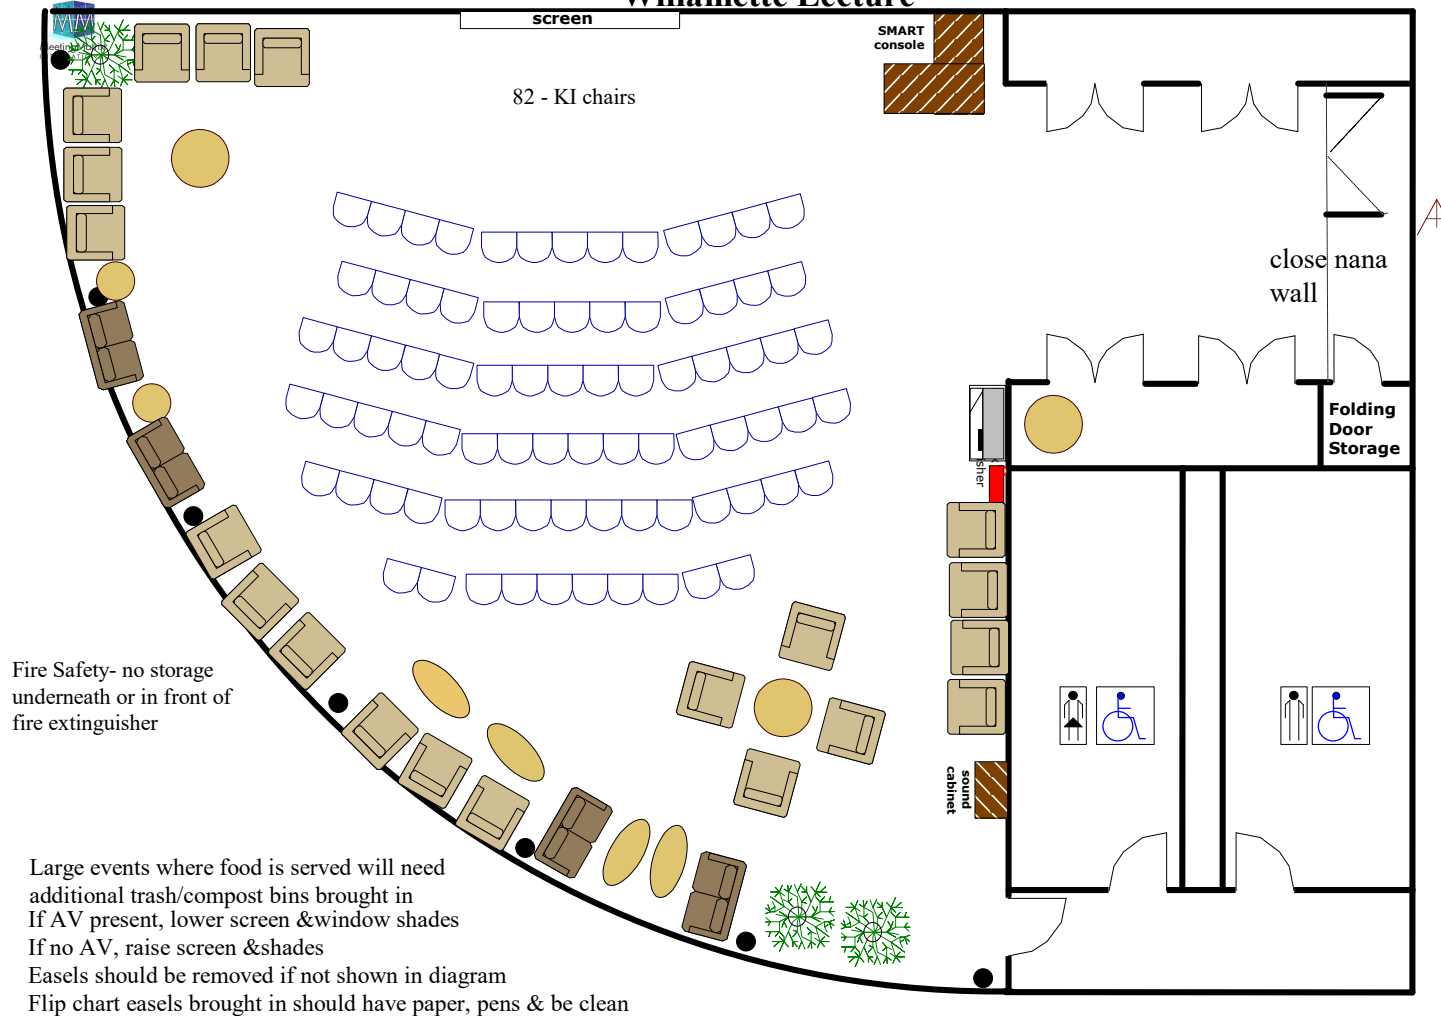 Willamette Lecture
screen
SMART
console
82 - KI chairs
close nana
wall
Folding
Door
Storage
sher
Fire Safety- no storage
underneath or in front of
fire extinguisher
sound
cabinet
Large events where food is served will need
additional trash/compost bins brought in
If AV present, lower screen &window shades
If no AV, raise screen &shades
Easels should be removed if not shown in diagram
Flip chart easels brought in should have paper, pens & be clean